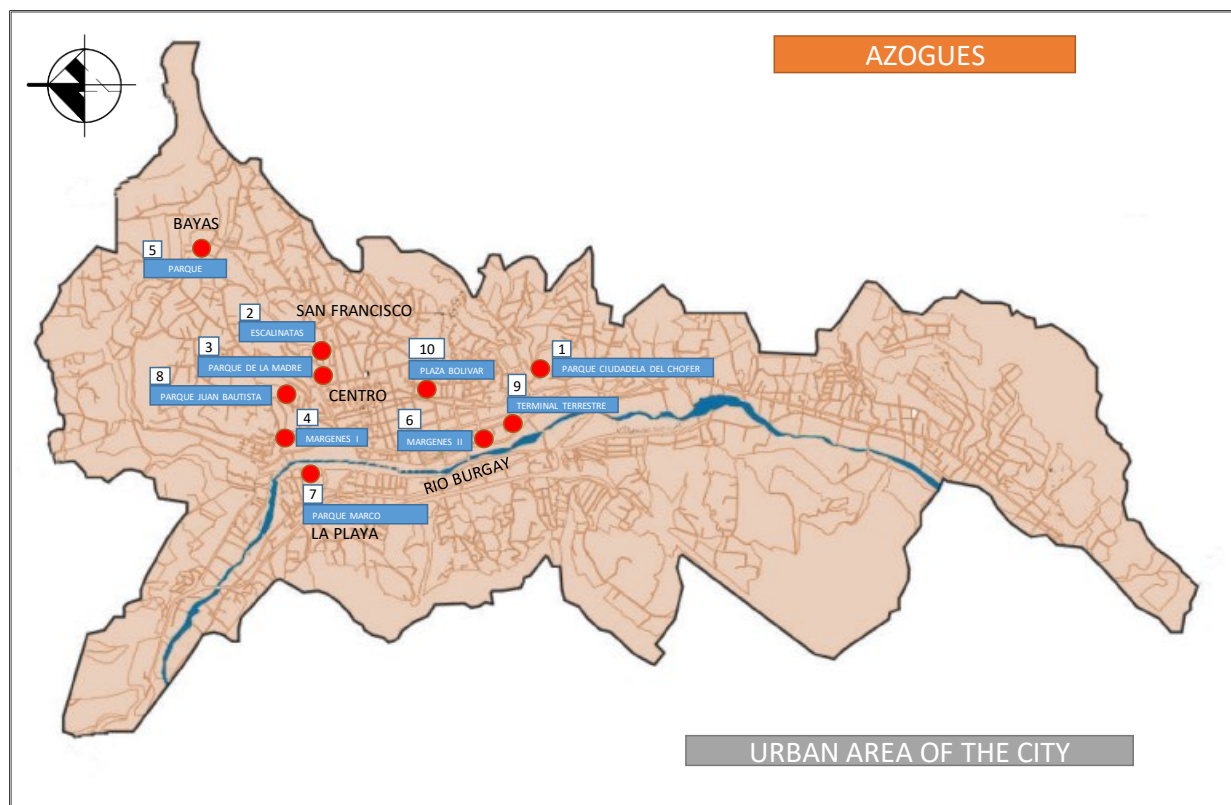 AZOGUES
BAYAS
5
PARQUE
SAN FRANCISCO
2
ESCALINATAS
3
PARQUE DE LA MADRE
10
PLAZA BOLIVAR
1
PARQUE CIUDADELA DEL CHOFER
8
PARQUE JUAN BAUTISTA
CENTRO
9
TERMINAL TERRESTRE
4
MARGENES I
6
MARGENES II
RIO BURGAY
7
PARQUE MARCO
LA PLAYA
URBAN AREA OF THE CITY